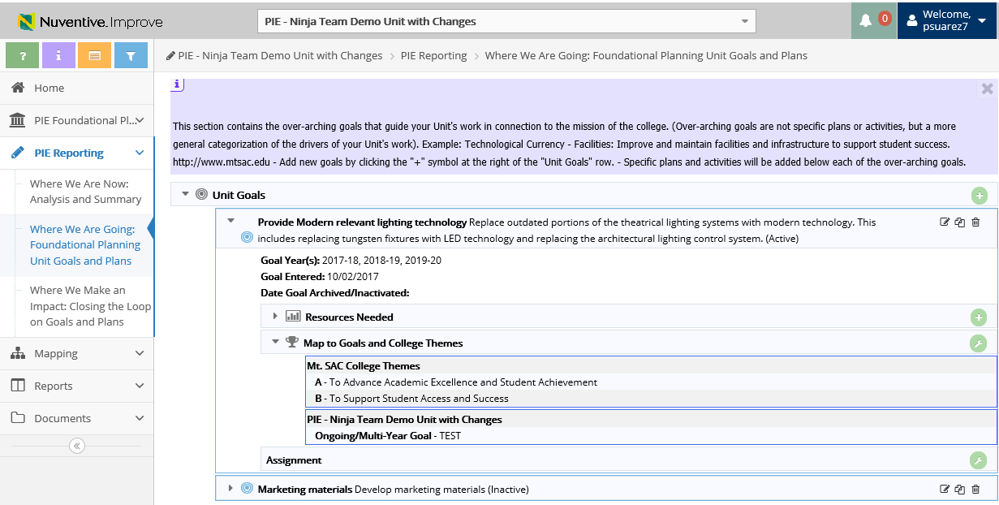 Nuventive.Improve
PIE - Ninja Team Demo Unit with Changes
0
Welcome,
psuarez7
?
i
PIE - Ninja Team Demo Unit with Changes > PIE Reporting > Where We Are Going: Foundational Planning Unit Goals and Plans
Home
PIE Foundational Pl...
PIE Reporting
Where We Are Now:
Analysis and Summary
Where We Are Going:
Foundational Planning
Unit Goals and Plans
Where We Make an
Impact: Closing the Loop
on Goals and Plans
Mapping
Reports
Documents
i
This section contains the over-arching goals that guide your Unit's work in connection to the mission of the college. (Over-arching goals are not specific plans or activities, but a more
general categorization of the drivers of your Unit's work). Example: Technological Currency - Facilities: Improve and maintain facilities and infrastructure to support student success.
http://www.mtsac.edu - Add new goals by clicking the "+" symbol at the right of the "Unit Goals" row. - Specific plans and activities will be added below each of the over-arching goals.
Unit Goals
Provide Modern relevant lighting technology Replace outdated portions of the theatrical lighting systems with modern technology. This
includes replacing tungsten fixtures with LED technology and replacing the architectural lighting control system. (Active)
Goal Year(s): 2017-18, 2018-19, 2019-20
Goal Entered: 10/02/2017
Date Goal Archived/Inactivated:
Resources Needed
Map to Goals and College Themes
Mt. SAC College Themes
A - To Advance Academic Excellence and Student Achievement
B - To Support Student Access and Success
PIE - Ninja Team Demo Unit with Changes
Ongoing/Multi-Year Goal - TEST
Assignment
Marketing materials Develop marketing materials (Inactive)